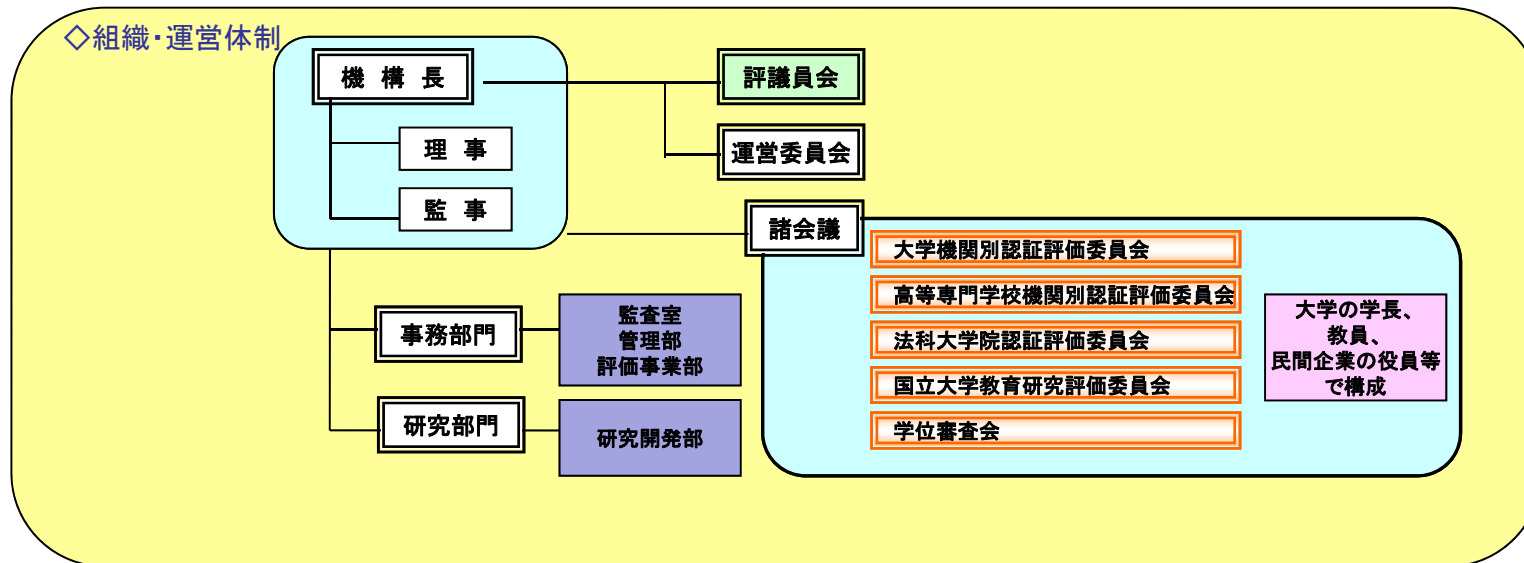 ◇組織・運営体制
機 構 長
理 事
監 事
評議員会
運営委員会
諸会議
大学機関別認証評価委員会
高等専門学校機関別認証評価委員会
法科大学院認証評価委員会
国立大学教育研究評価委員会
学位審査会
大学の学長、
教員、
民間企業の役員等
で構成
事務部門
監査室
管理部
評価事業部
研究部門
研究開発部